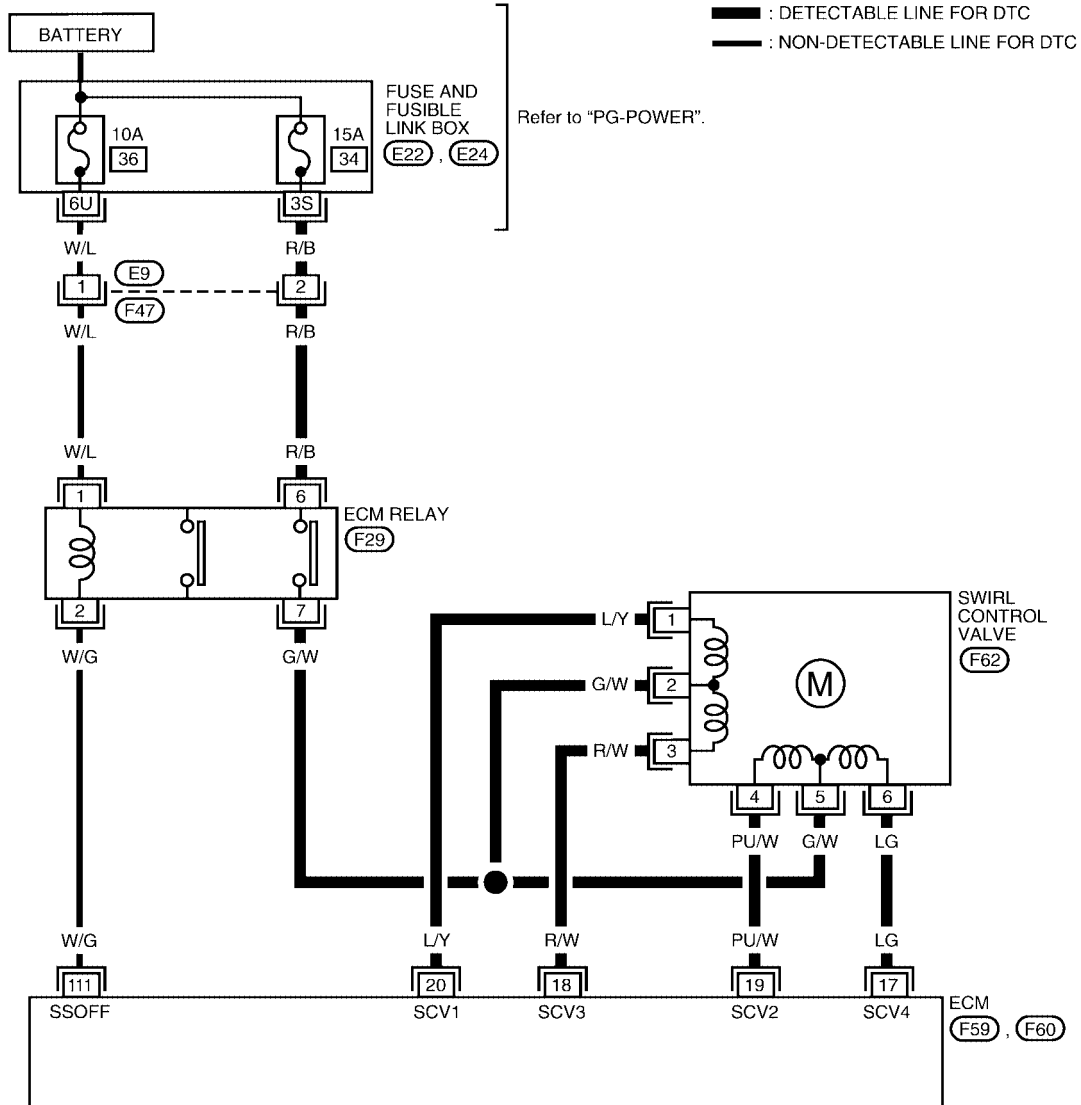 : DETECTABLE LINE FOR DTC
: NON-DETECTABLE LINE FOR DTC
BATTERY
FUSE AND
FUSIBLE
LINK BOX
E22 , E24
Refer to “PG-POWER”.
10A
36
15A
34
6U
3S
W/L
R/B
1
E9
2
F47
W/L
R/B
W/L
R/B
1
6
ECM RELAY
F29
2
7
W/G
G/W
SWIRL
CONTROL
VALVE
F62
L/Y
1
G/W
2
M
R/W
3
4
5
6
PU/W
G/W
LG
W/G
L/Y
R/W
PU/W
LG
111
20
18
19
17
SSOFF
SCV1
SCV3
SCV2
SCV4
ECM
F59 , F60